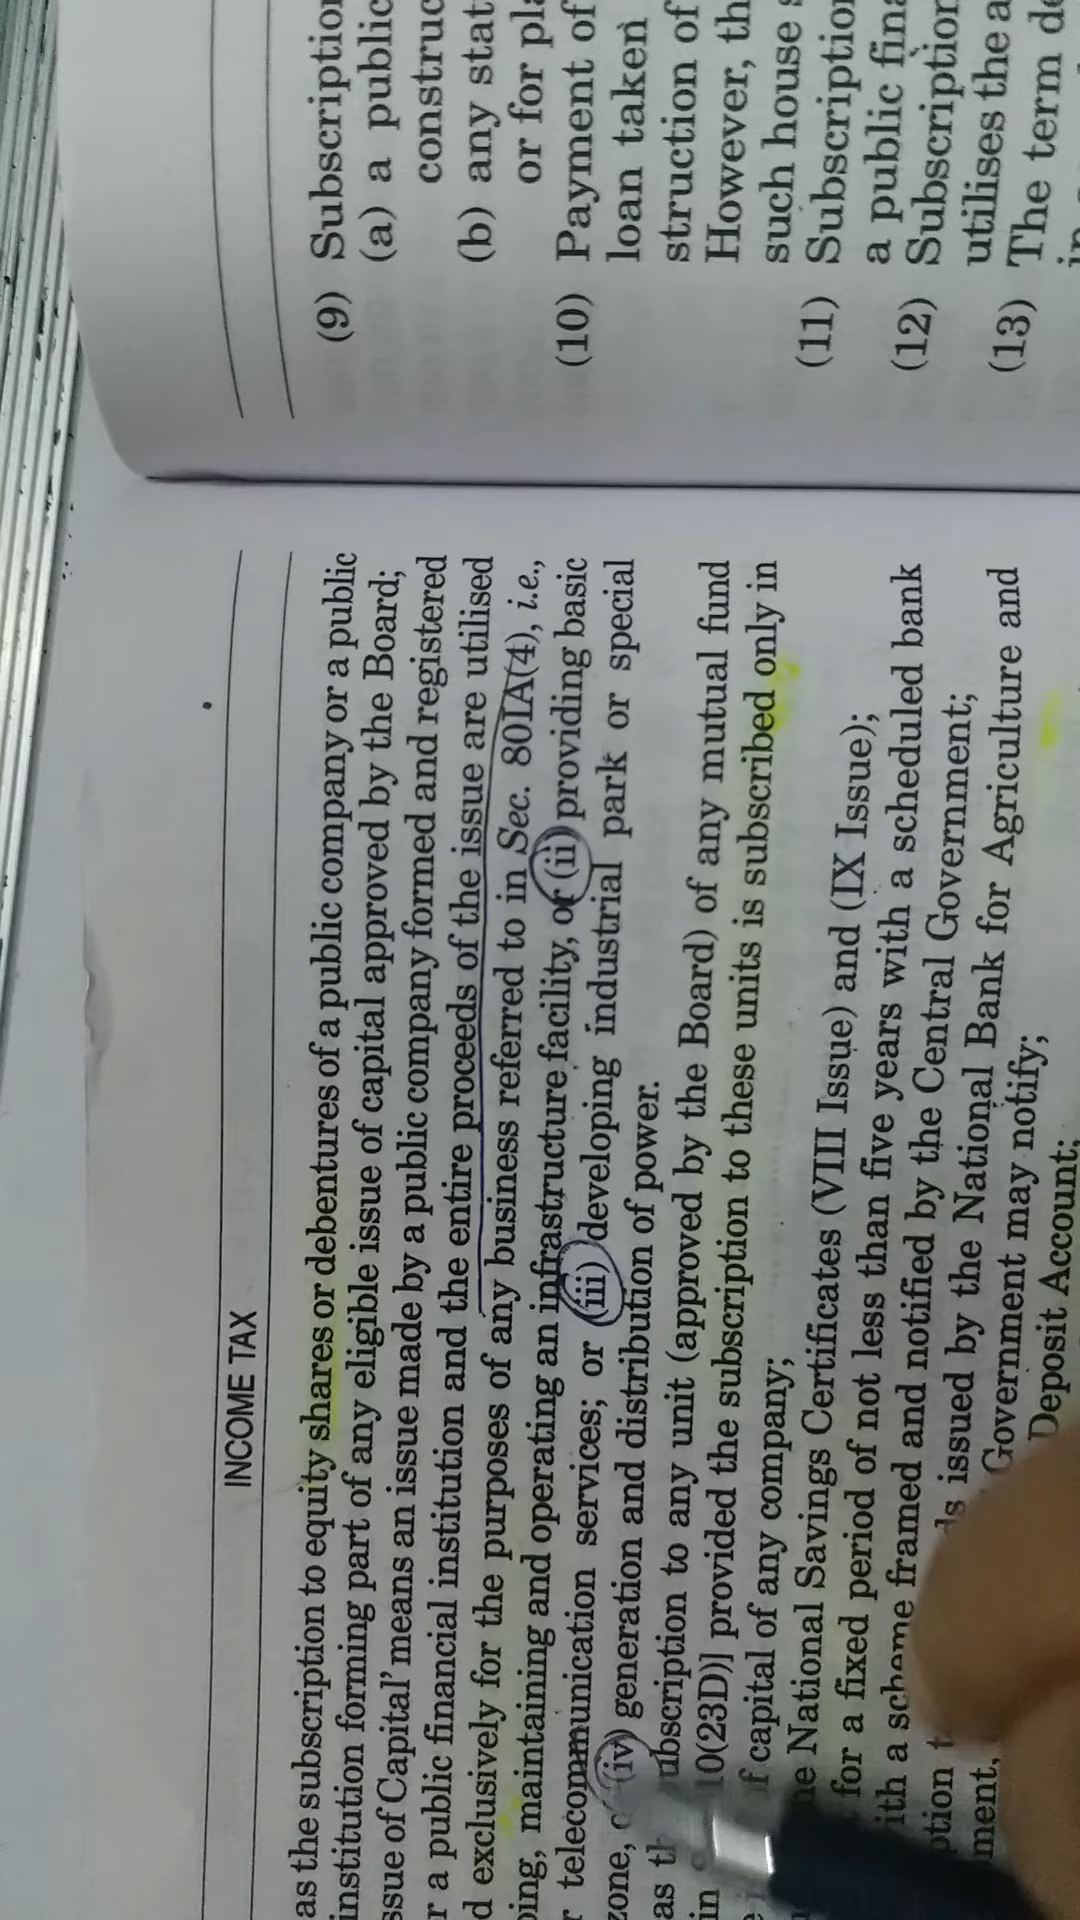 INCOME TAX
as the subscription to equity shares or debentures of a public company or a public
institution forming part of any eligible issue of capital approved by the Board;
ssue of Capital' means an issue made by a public company formed and registered
r a public financial institution and the entire proceeds of the issue are utilised
d exclusively for the purposes of any business referred to in Sec. 80IA(4), i.e.,
ing, maintaining and operating an infrastructure facility, or (ii) providing basic
r telecommunication services; or (iii) developing industrial park or special
zone, (iv) generation and distribution of power.
as ubscription to any unit (approved by the Board) of any mutual fund
in 10(23D)] provided the subscription to these units is subscribed only in
f capital of any company;
he National Savings Certificates (VIII Issue) and (IX Issue);
for a fixed period of not less than five years with a scheduled bank
ith a scheme framed and notified by the Central Government;
ption ds issued by the National Bank for Agriculture and
ment, Government may notify;
Deposit Account;
(9) Subscription
(a) a public
construc
(b) any stat
or for pla
(10) Payment of
loan taken
struction of
However, th
such house s
(11) Subscription
a public fina
(12) Subscription
utilises the a
(13) The term de
in